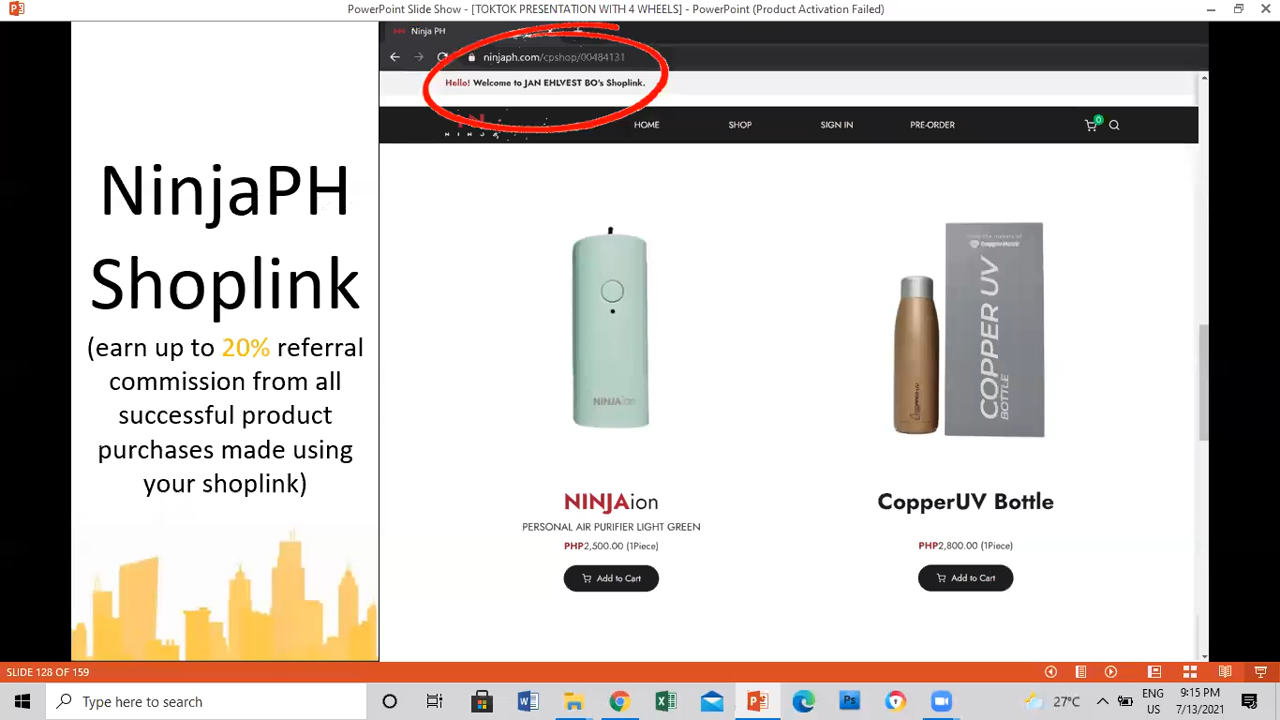 PowerPoint Slide Show - [TOKTOK PRESENTATION WITH 4 WHEELS] - PowerPoint (Product Activation Failed)
Ninja PH
ninjaph.com/cpshop/00484131
Hello! Welcome to JAN EHLVEST BO's Shoplink.
HOME SHOP SIGN IN PRE-ORDER 0
NinjaPH
Shoplink
(earn up to 20% referral
commission from all
successful product
purchases made using
your shoplink)
NINJAion
COPPER UV
BOTTLE
NINJAion
PERSONAL AIR PURIFIER LIGHT GREEN
PHP2,500.00 (1Piece)
Add to Cart
CopperUV Bottle
PHP2,800.00 (1Piece)
Add to Cart
SLIDE 128 OF 159
Type here to search
27°C
ENG
US
9:15 PM
7/13/2021